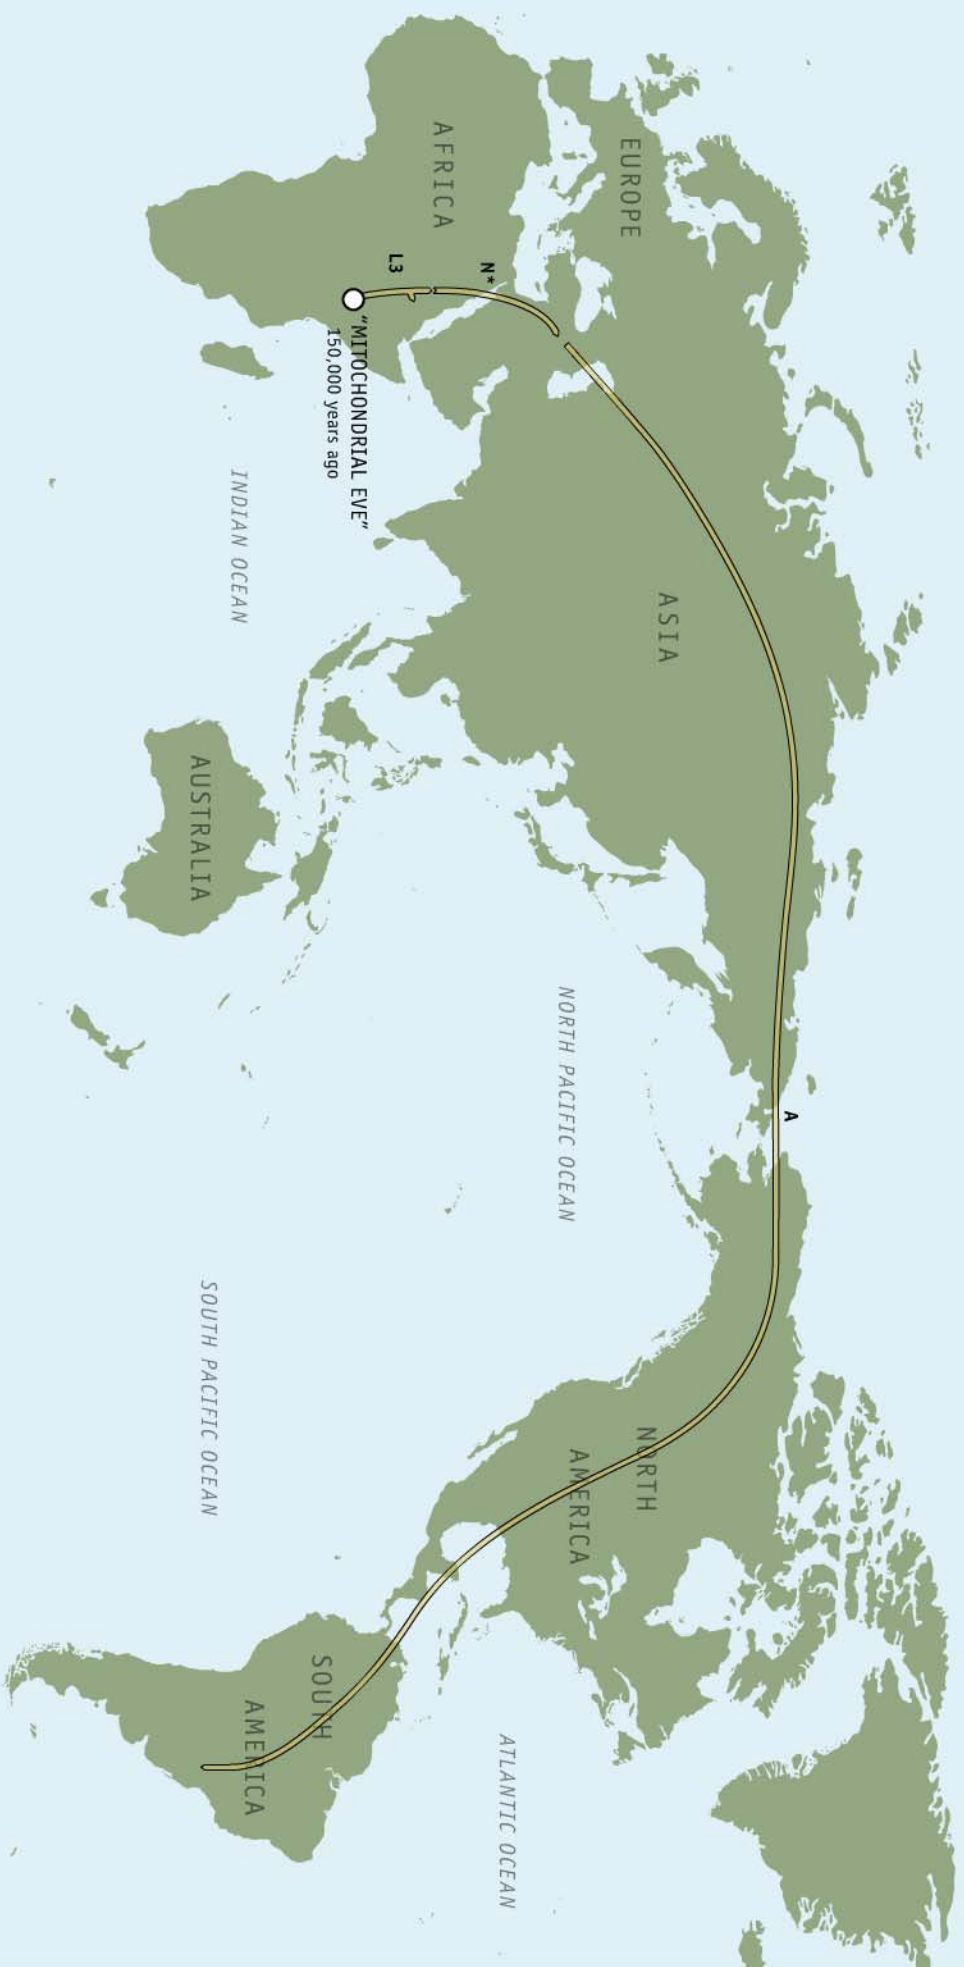 EUROPE
AFRICA
ASIA
N*
L3
"MITOCHONDRIAL EVE"
150,000 years ago
INDIAN OCEAN
AUSTRALIA
A
NORTH PACIFIC OCEAN
SOUTH PACIFIC OCEAN
NORTH
AMERICA
SOUTH
AMERICA
ATLANTIC OCEAN